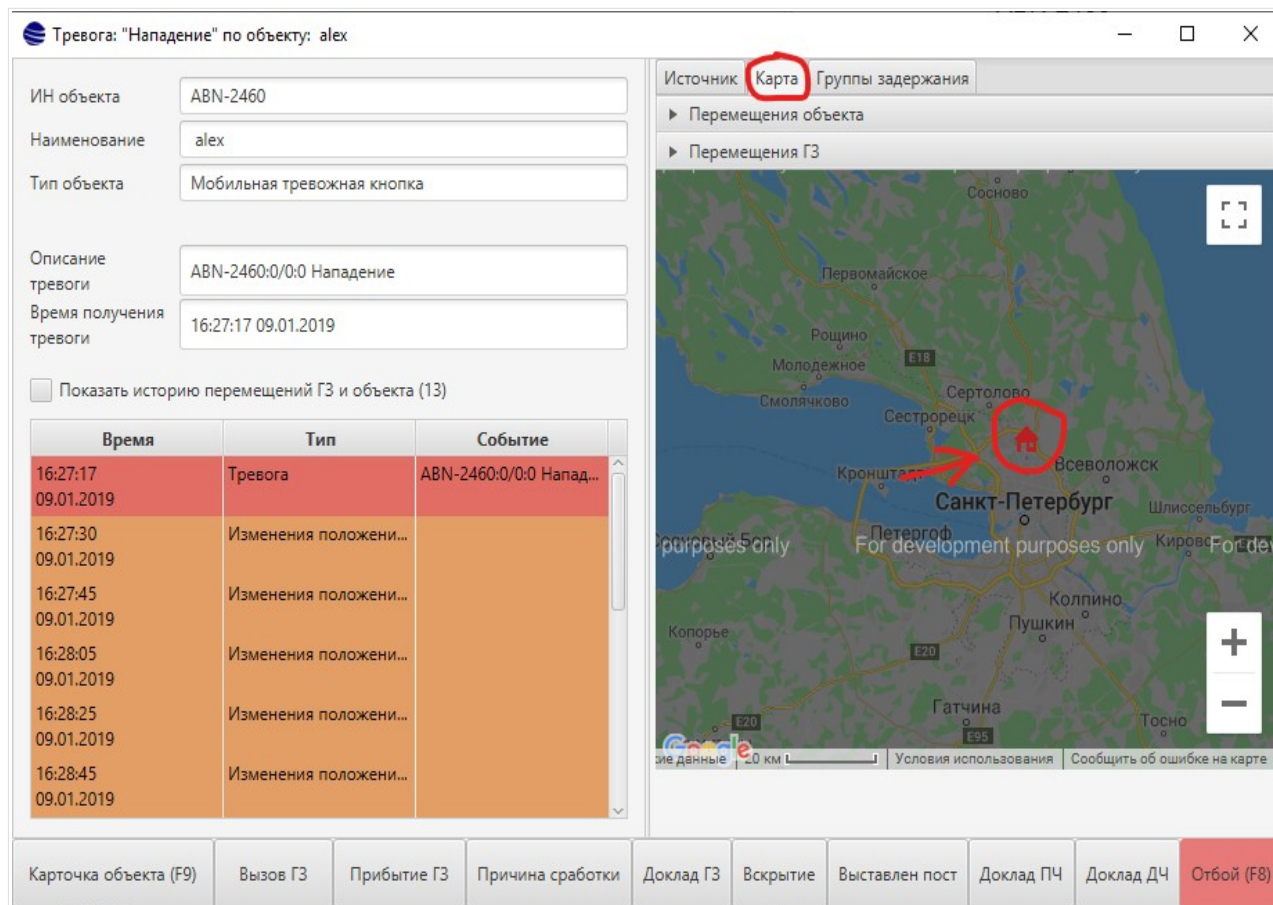 Тревога: "Нападение" по объекту: alex
ИН объекта
ABN-2460
Наименование
alex
Тип объекта
Мобильная тревожная кнопка
Описание
тревоги
ABN-2460:0/0:0 Нападение
Время получения
тревоги
16:27:17 09.01.2019
Показать историю перемещений ГЗ и объекта (13)
Время Тип Событие
16:27:17
09.01.2019
Тревога
ABN-2460:0/0:0 Напад...
16:27:30
09.01.2019
Изменения положени...
16:27:45
09.01.2019
Изменения положени...
16:28:05
09.01.2019
Изменения положени...
16:28:25
09.01.2019
Изменения положени...
16:28:45
09.01.2019
Изменения положени...
Источник Карта Группы задержания
Перемещения объекта
Перемещения ГЗ
Сосново
Первомайское
Рощино
E18
Молодежное
Смолячково
Сертолово
Сестрорецк
Всеволожск
Кронштадт
Санкт-Петербург
Шлиссельбург
Петергоф
purposes only
For development purposes only
For dev
Колпино
Пушкин
Копорье
E20
Гатчина
E20
E95
Тосно
Google
ские данные
20 км
Условия использования
Сообщить об ошибке на карте
Карточка объекта (F9) Вызов ГЗ Прибытие ГЗ Причина сработки Доклад ГЗ Вскрытие Выставлен пост Доклад ПЧ Доклад ДЧ Отбой (F8)